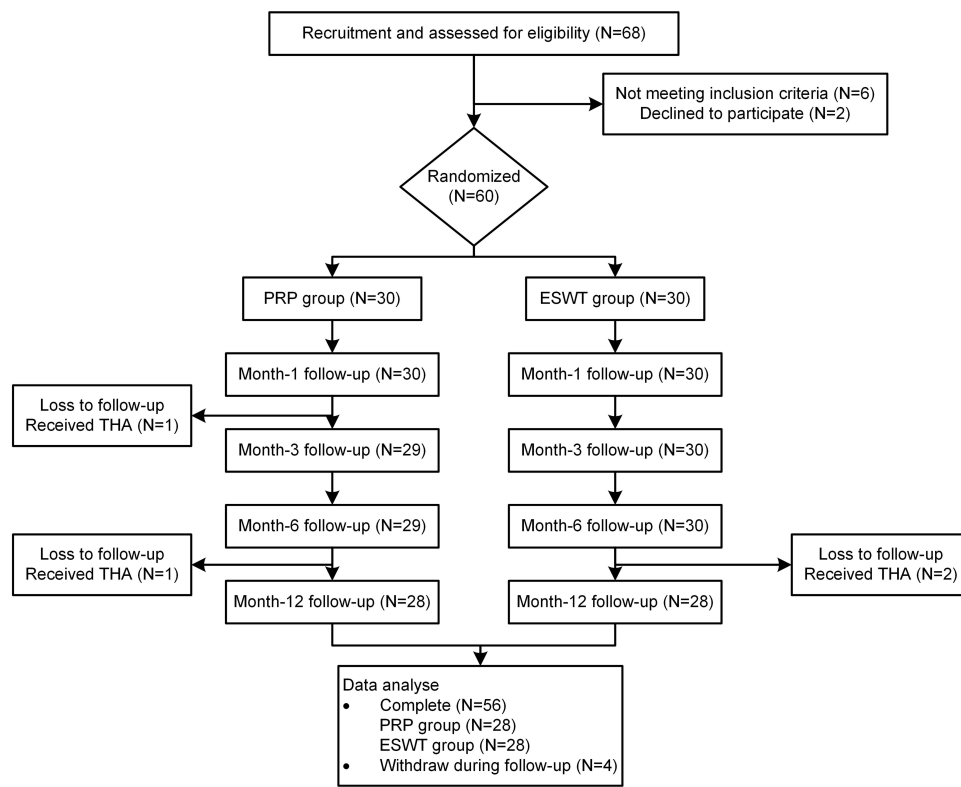 Recruitment and assessed for eligibility (N=68)
Not meeting inclusion criteria (N=6)
Declined to participate (N=2)
Randomized
(N=60)
PRP group (N=30)
ESWT group (N=30)
Month-1 follow-up (N=30)
Month-1 follow-up (N=30)
Loss to follow-up
Received THA (N=1)
Month-3 follow-up (N=29)
Month-3 follow-up (N=30)
Month-6 follow-up (N=29)
Month-6 follow-up (N=30)
Loss to follow-up
Received THA (N=1)
Loss to follow-up
Received THA (N=2)
Month-12 follow-up (N=28)
Month-12 follow-up (N=28)
Data analyse
• Complete (N=56)
PRP group (N=28)
ESWT group (N=28)
• Withdraw during follow-up (N=4)